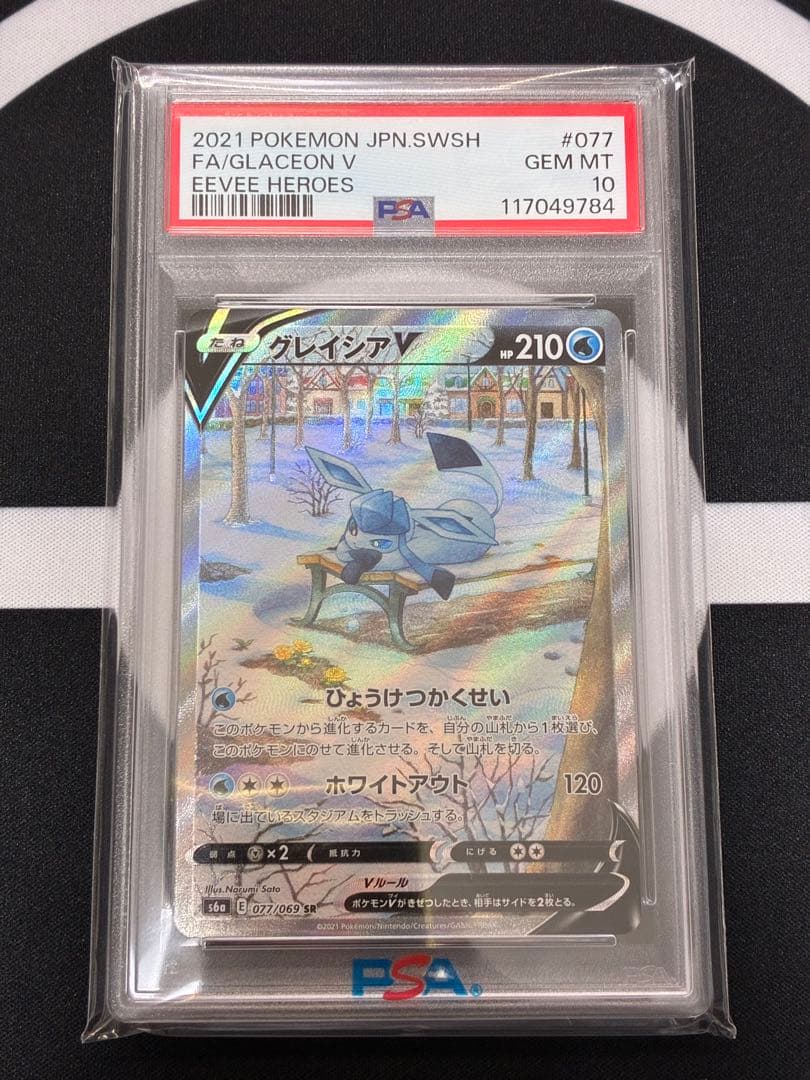 2021 POKEMON JPN.SWSH #077
FA/GLACEON V GEM MT
EEVEE HEROES 10
PSA 117049784
たね グレイシアV HP 210
ひょうけつかくせい
このポケモンから進化するカードを、自分の山札から1枚選び、
このポケモンにのせて進化させる。そして山札を切る。
ホワイトアウト 120
場に出ているスタジアムをトラッシュする。
弱点 ×2 抵抗力 にげる
Vルール
ポケモンVがきぜつしたとき、相手はサイドを2枚とる。
Illus. Narumi Sato
s6a E 077/069 SR
©2021 Pokémon/Nintendo/Creatures/GAME FREAK
PSA